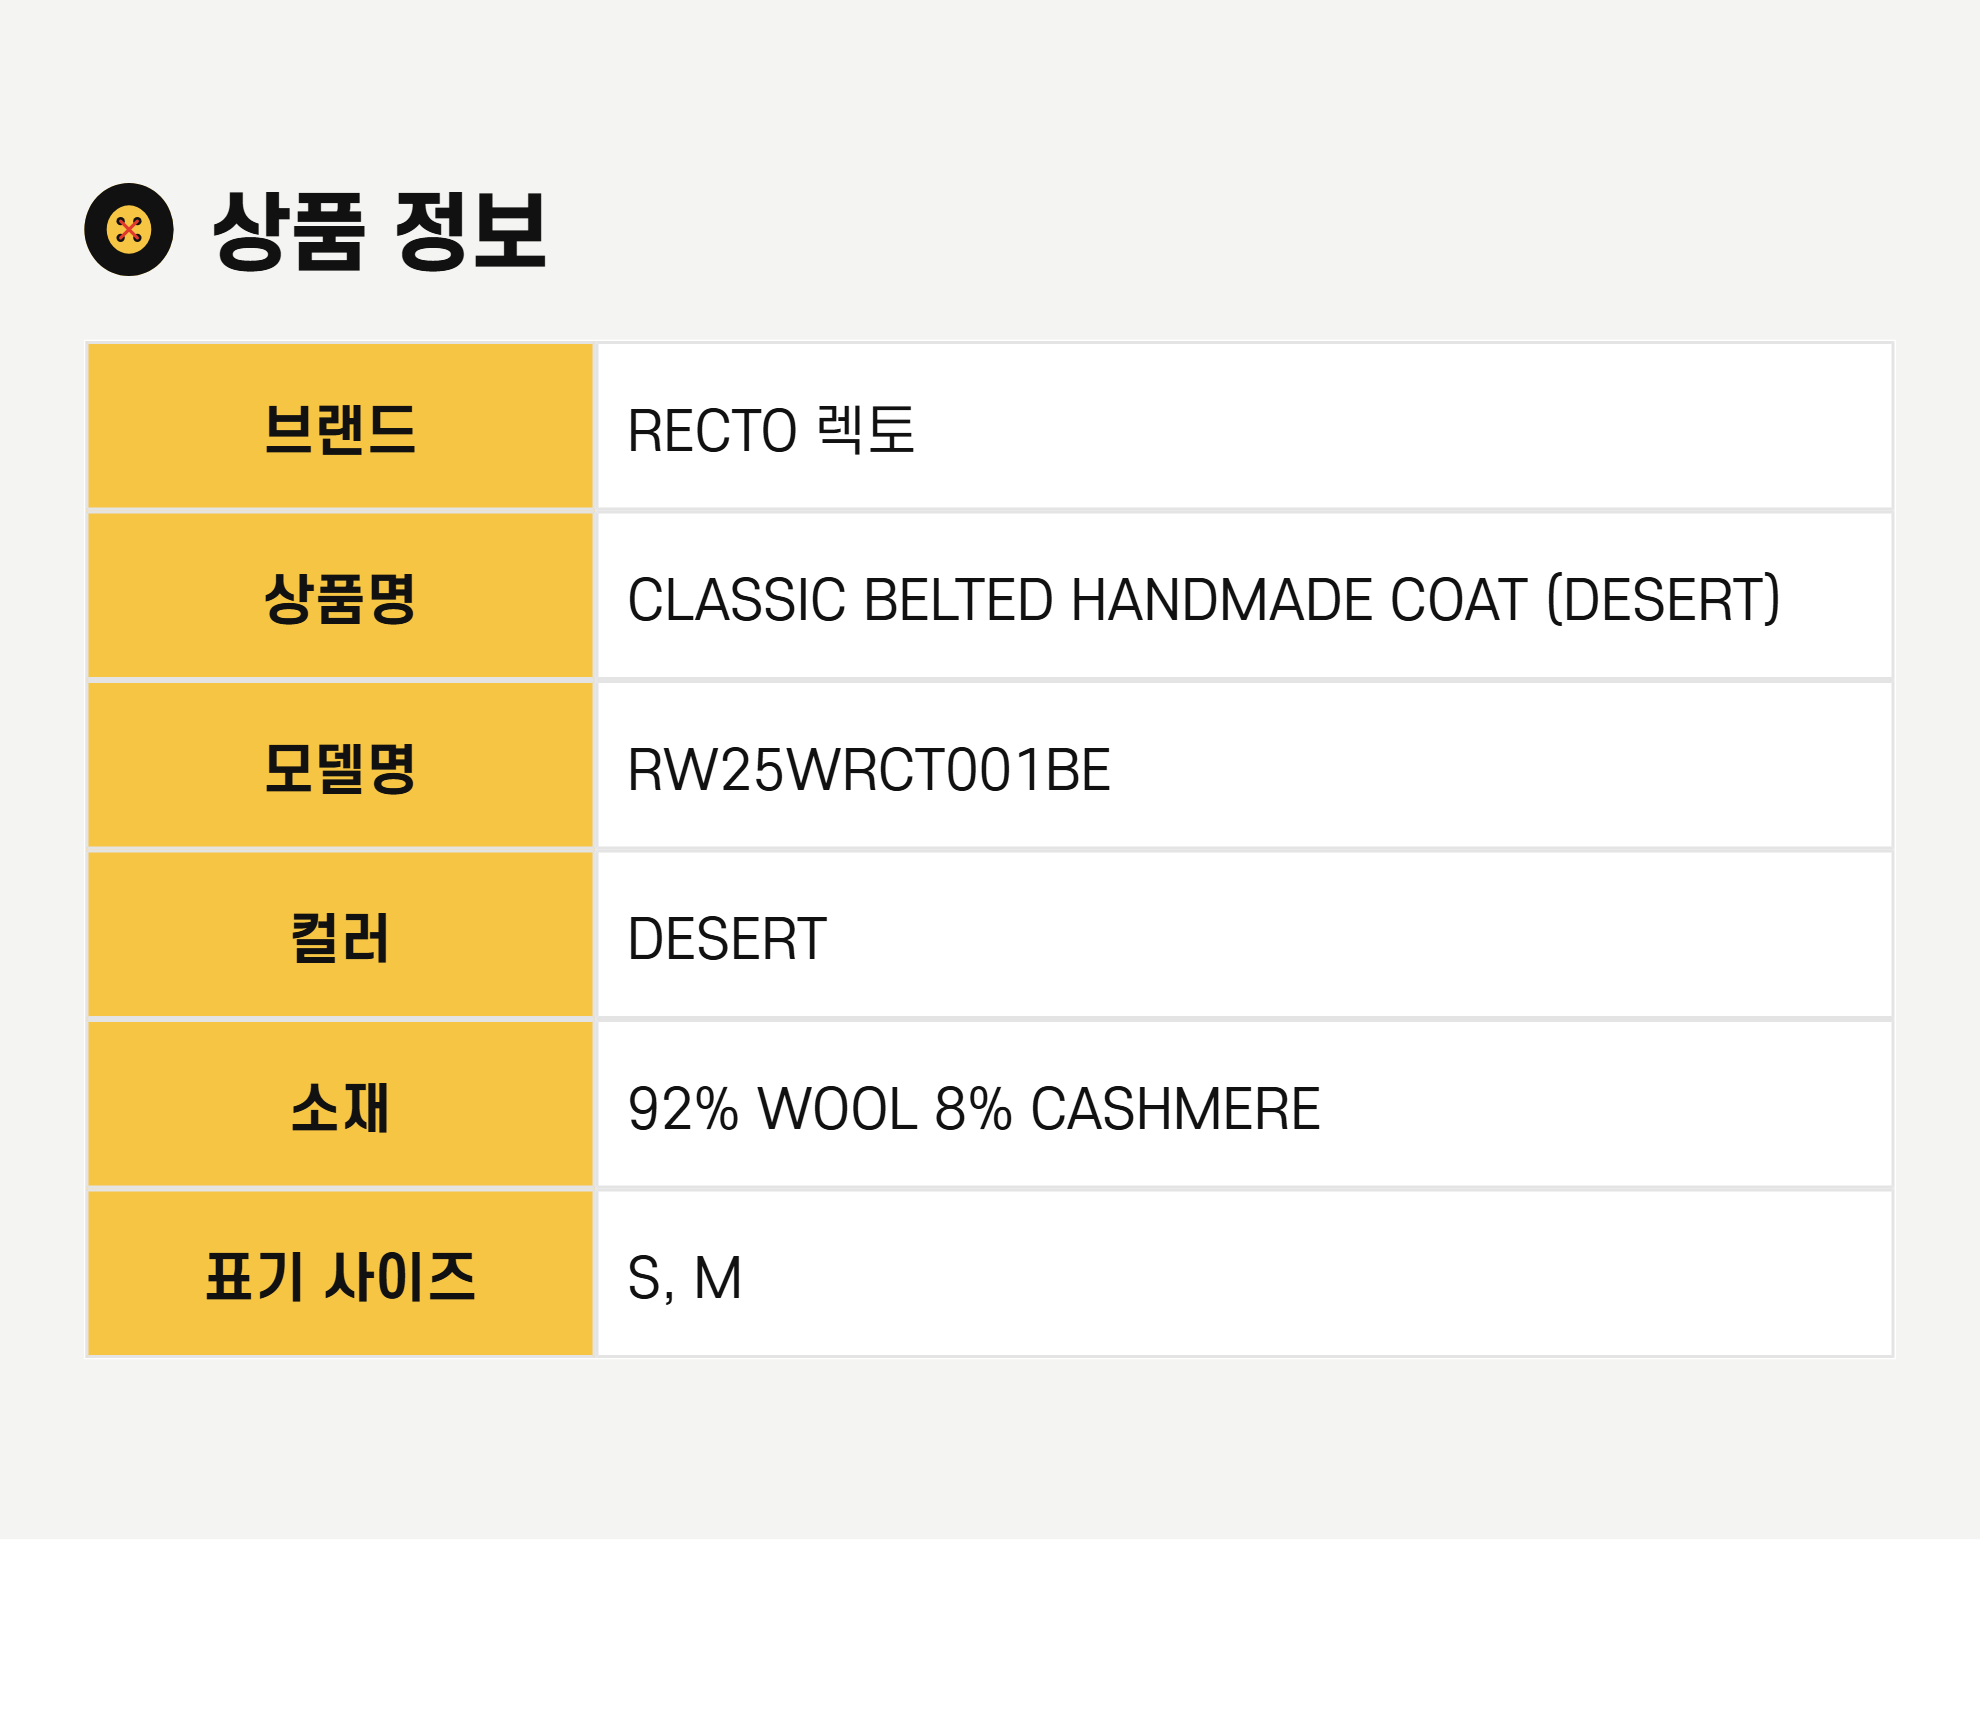 상품 정보
브랜드 RECTO 렉토
상품명 CLASSIC BELTED HANDMADE COAT (DESERT)
모델명 RW25WRCT001BE
컬러 DESERT
소재 92% WOOL 8% CASHMERE
표기 사이즈 S, M